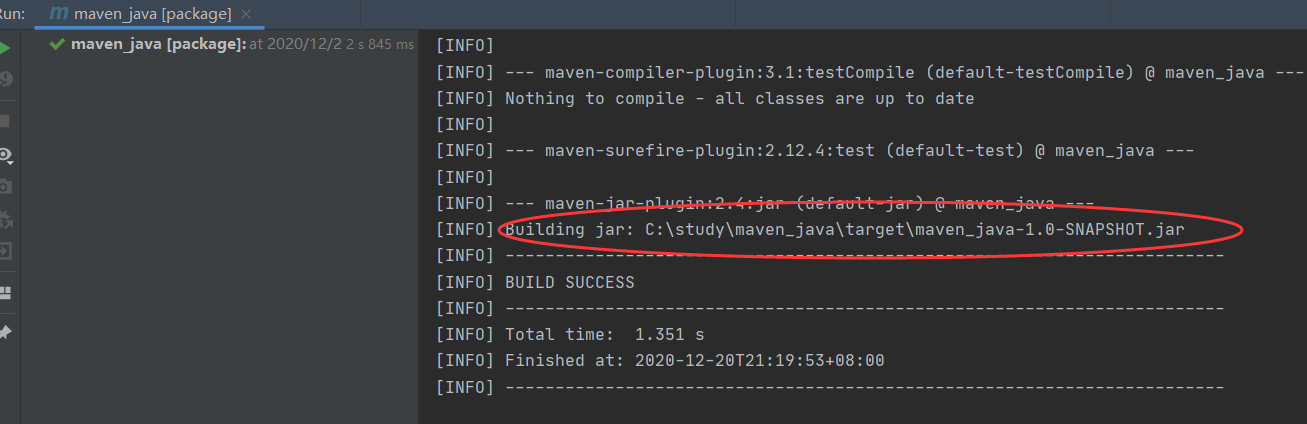 Run: maven_java [package] ×
maven_java [package]: at 2020/12/2 2 s 845 ms
[INFO]
[INFO] --- maven-compiler-plugin:3.1:testCompile (default-testCompile) @ maven_java ---
[INFO] Nothing to compile - all classes are up to date
[INFO]
[INFO] --- maven-surefire-plugin:2.12.4:test (default-test) @ maven_java ---
[INFO]
[INFO] --- maven-jar-plugin:2.4:jar (default-jar) @ maven_java ---
[INFO] Building jar: C:\study\maven_java\target\maven_java-1.0-SNAPSHOT.jar
[INFO] ------------------------------------------------------------------------
[INFO] BUILD SUCCESS
[INFO] ------------------------------------------------------------------------
[INFO] Total time:  1.351 s
[INFO] Finished at: 2020-12-20T21:19:53+08:00
[INFO] ------------------------------------------------------------------------